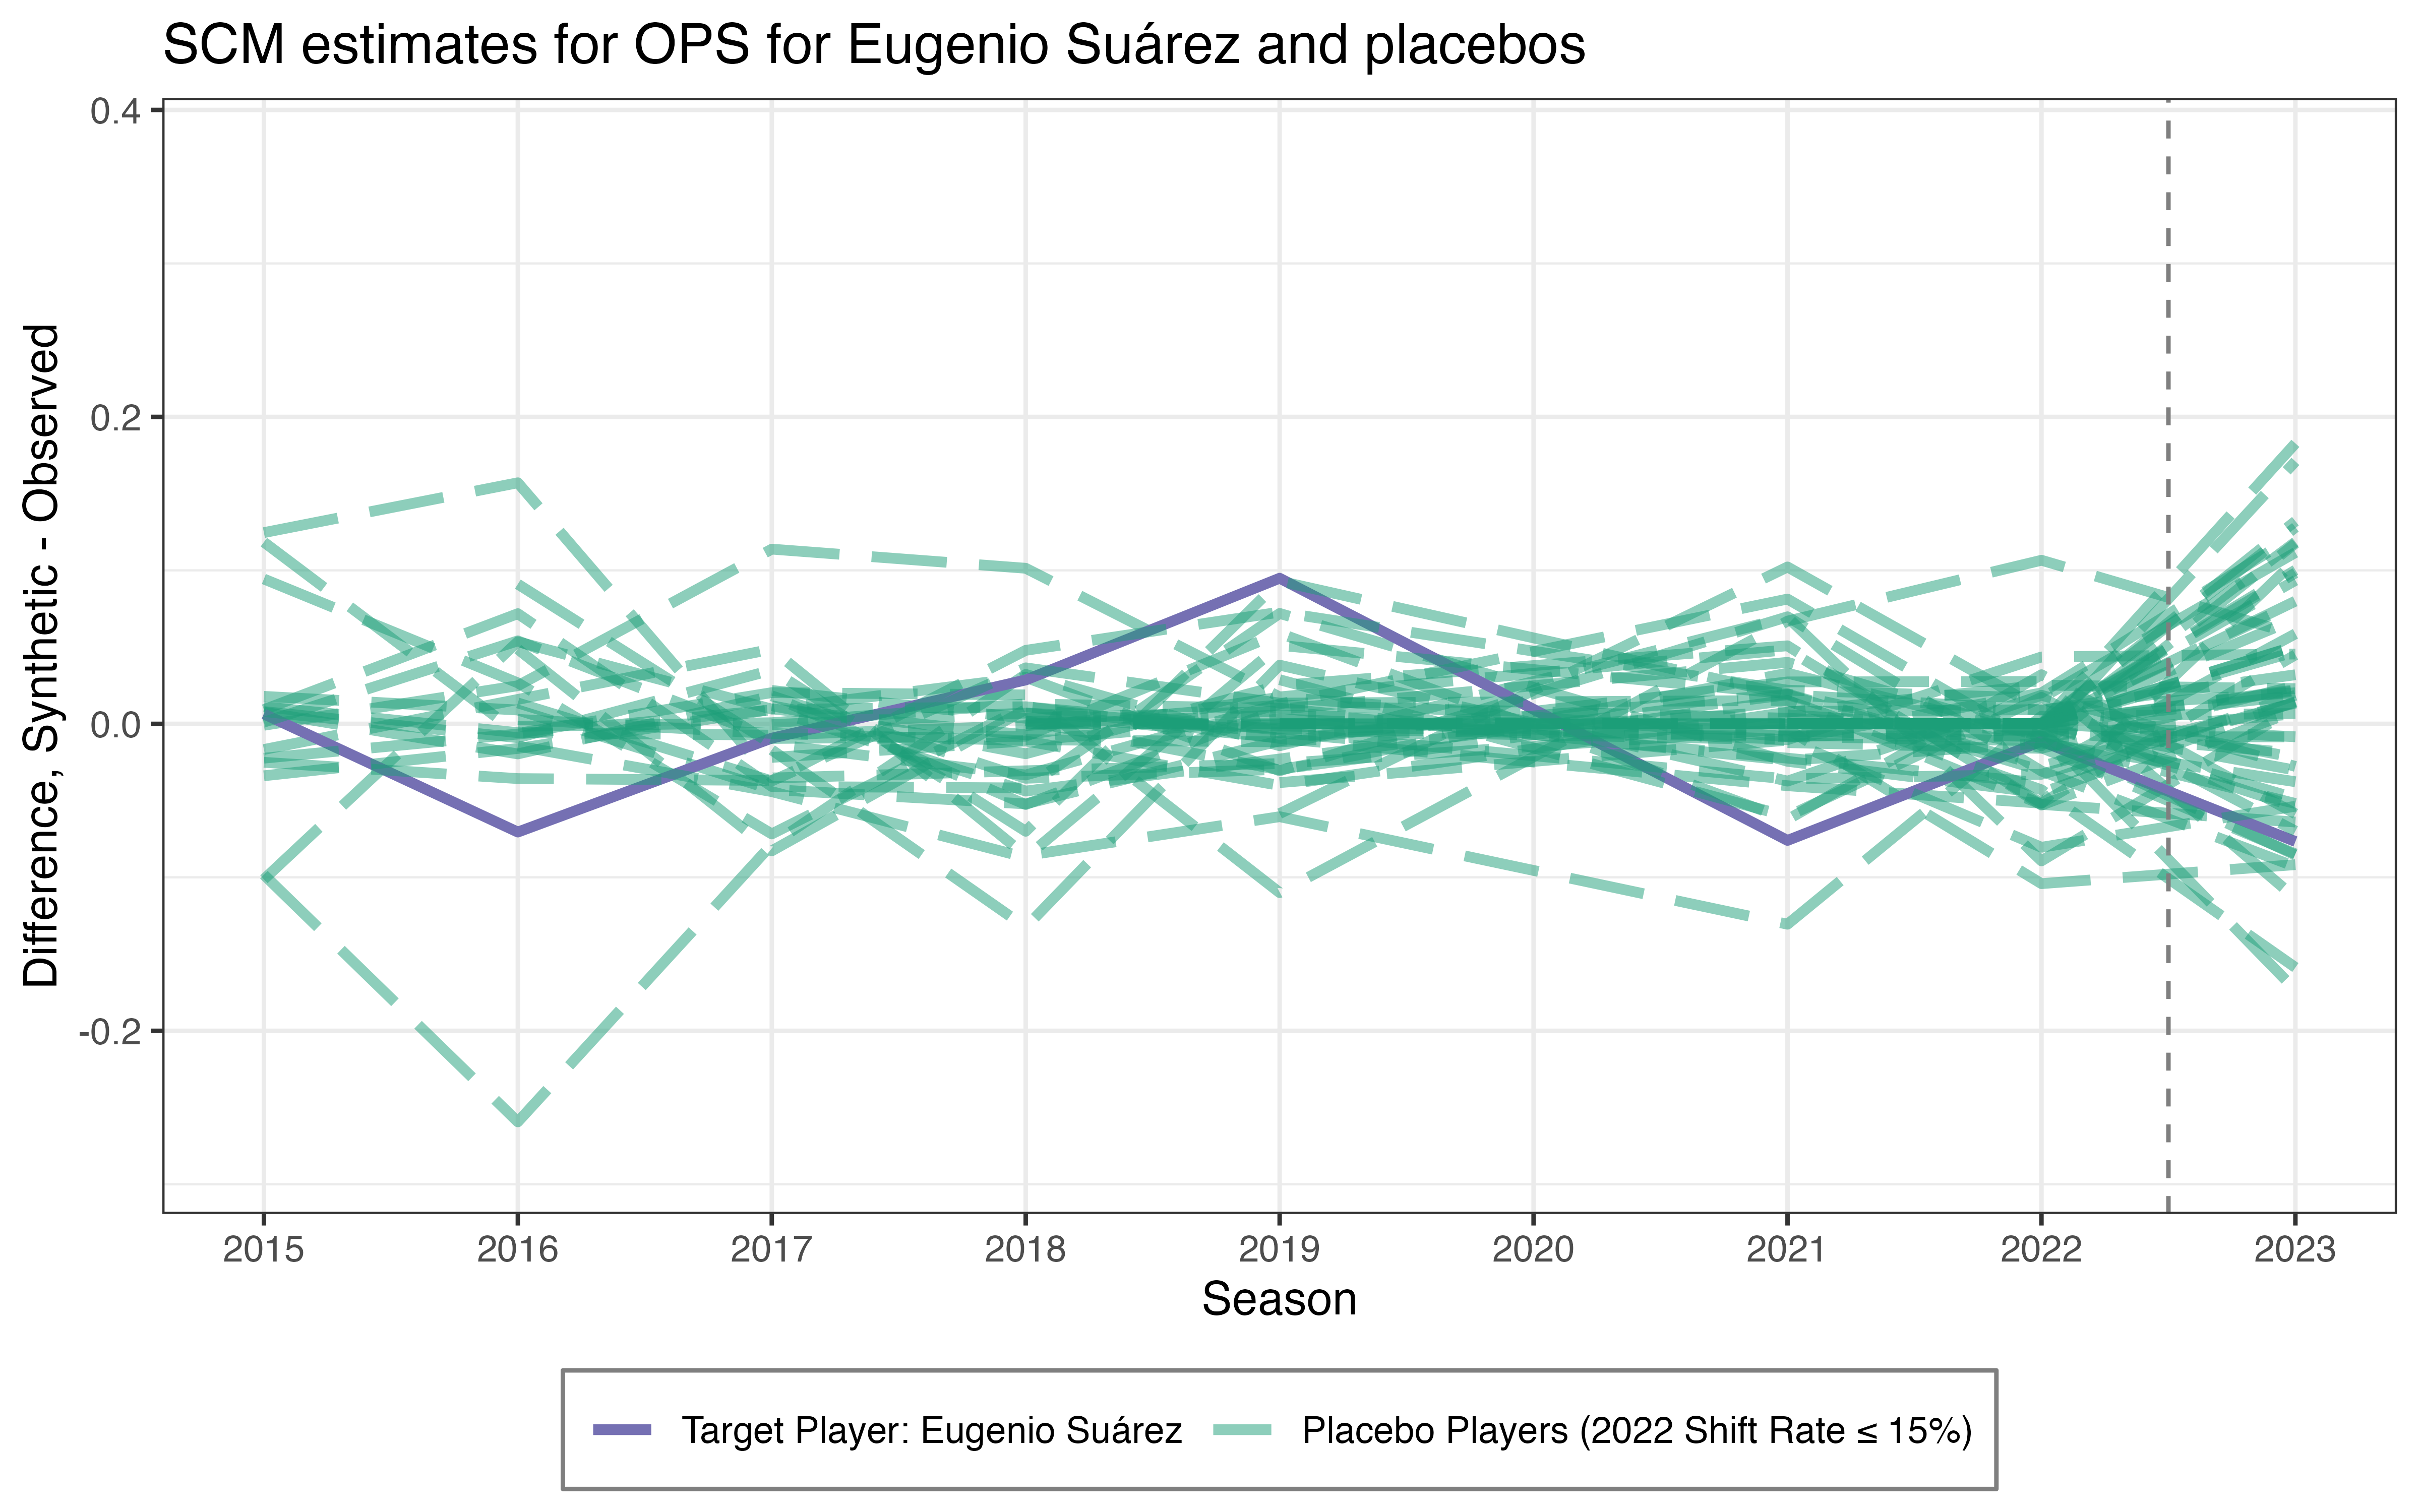 SCM estimates for OPS for Eugenio Suárez and placebos
Difference, Synthetic - Observed
0.4
0.2
0.0
-0.2
2015 2016 2017 2018 2019 2020 2021 2022 2023
Season
Target Player: Eugenio Suárez Placebo Players (2022 Shift Rate ≤ 15%)